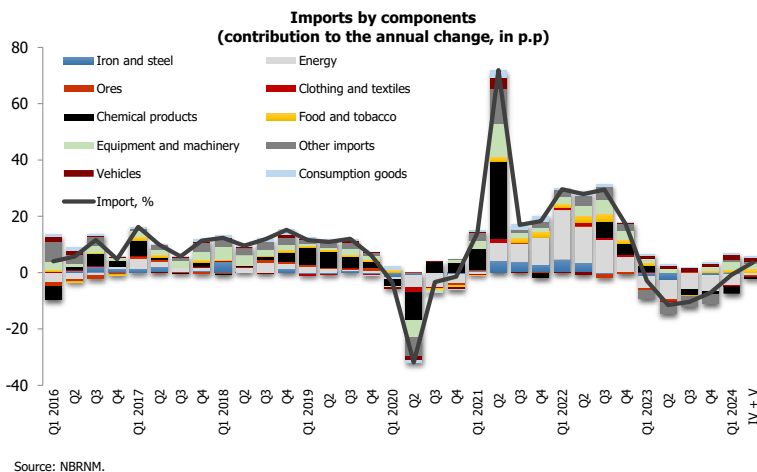 Imports by components
(contribution to the annual change, in p.p)
80
60
40
20
0
-20
-40
Iron and steel
Energy
Ores
Clothing and textiles
Chemical products
Food and tobacco
Equipment and machinery
Other imports
Vehicles
Consumption goods
Import, %
Q1 2016
Q2
Q3
Q4
Q1 2017
Q2
Q3
Q4
Q1 2018
Q2
Q3
Q4
Q1 2019
Q2
Q3
Q4
Q1 2020
Q2
Q3
Q4
Q1 2021
Q2
Q3
Q4
Q1 2022
Q2
Q3
Q4
Q1 2023
Q2
Q3
Q4
Q1 2024
IV + V
Source: NBRNM.